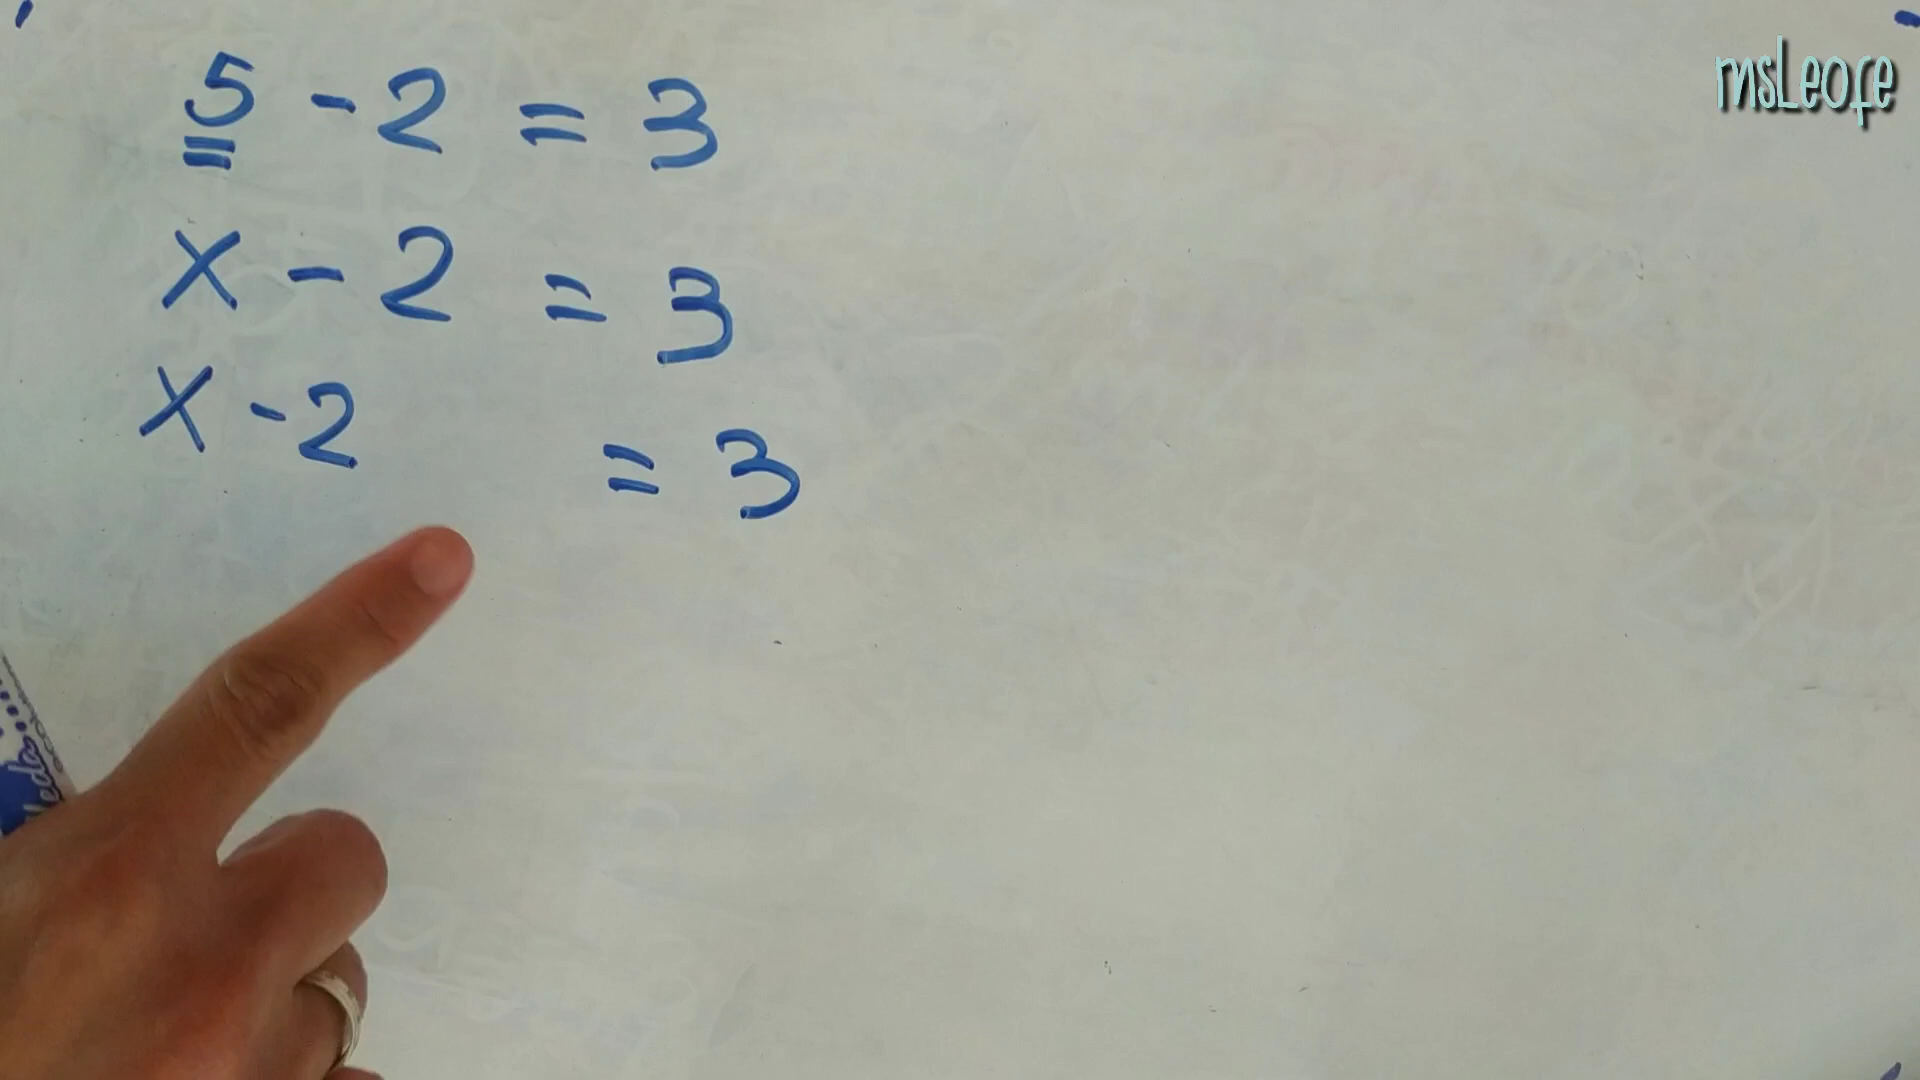 msLeofe
5 - 2 = 3
x - 2 = 3
x - 2 = 3